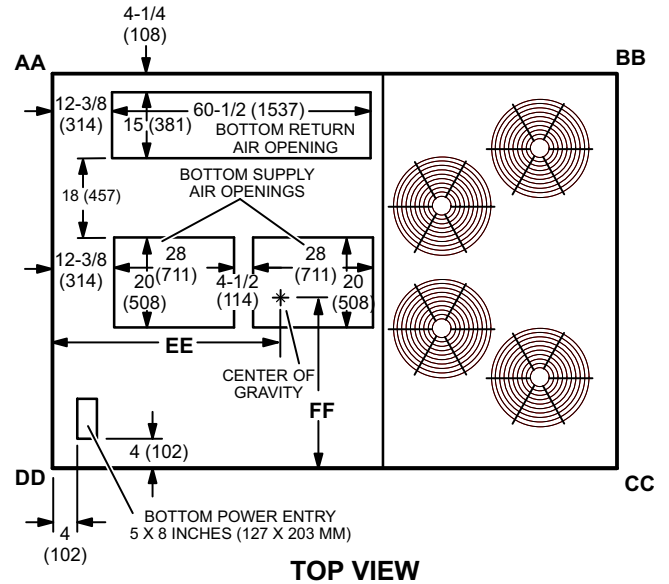 4-1/4
(108)
AA
BB
12-3/8
(314)
60-1/2 (1537)
15 (381)
BOTTOM RETURN
AIR OPENING
18 (457)
BOTTOM SUPPLY
AIR OPENINGS
12-3/8
(314)
28
(711)
20
(508)
4-1/2
(114)
28
(711)
20
(508)
EE
CENTER OF
GRAVITY
FF
4 (102)
DD
CC
4
(102)
BOTTOM POWER ENTRY
5 X 8 INCHES (127 X 203 MM)
TOP VIEW